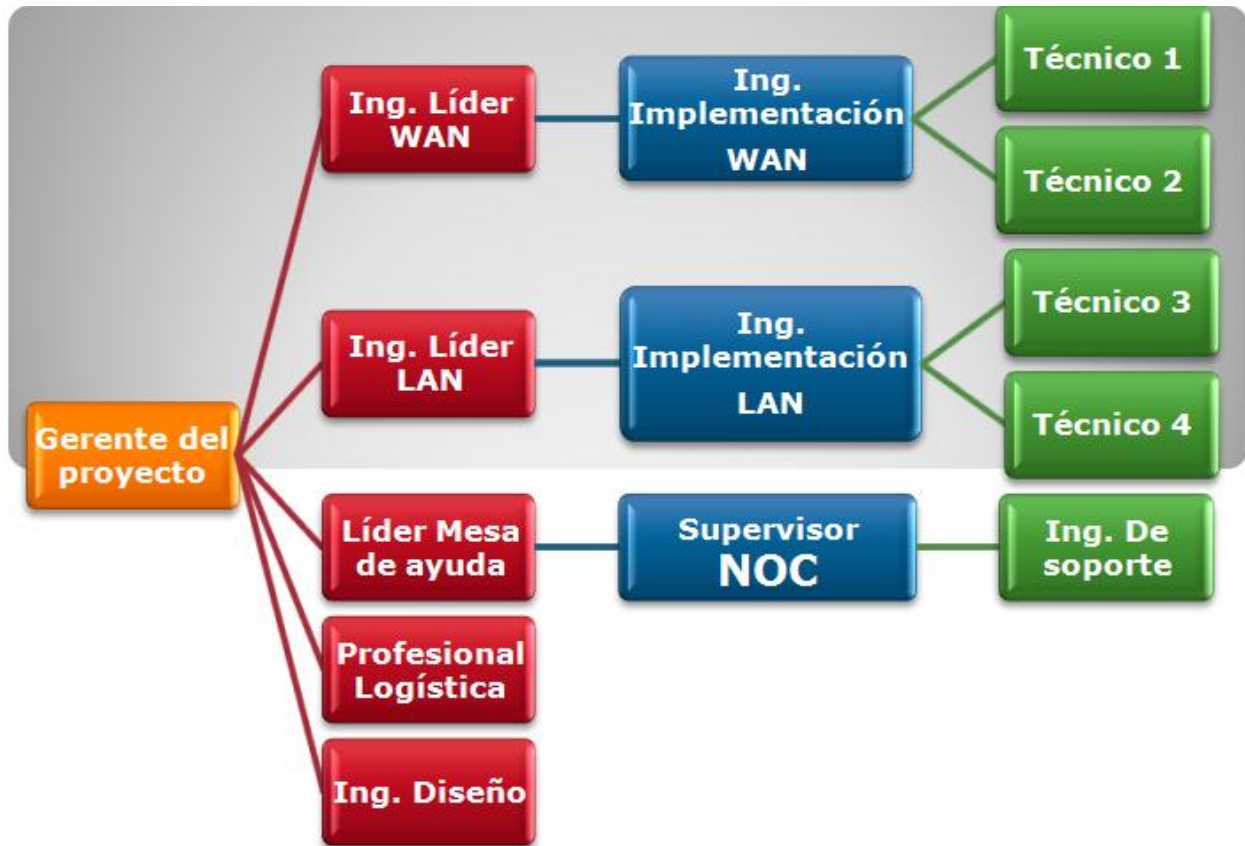 Gerente del
proyecto
Ing. Líder
WAN
Ing.
Implementación
WAN
Técnico 1
Técnico 2
Ing. Líder
LAN
Ing.
Implementación
LAN
Técnico 3
Técnico 4
Líder Mesa
de ayuda
Supervisor
NOC
Ing. De
soporte
Profesional
Logística
Ing. Diseño